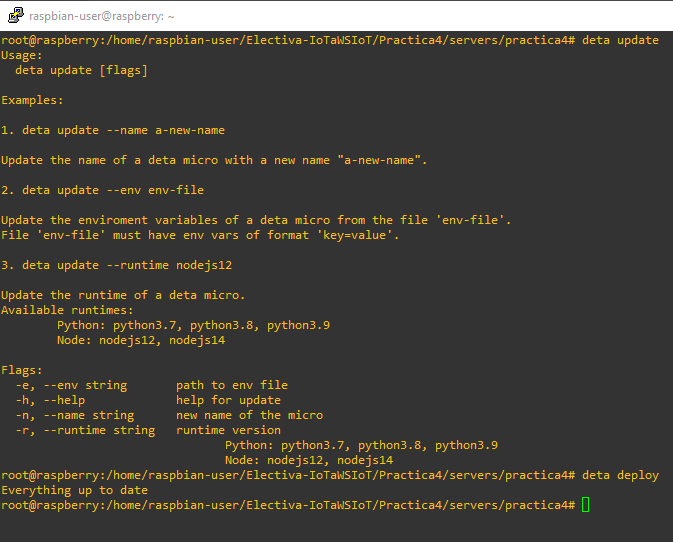 raspbian-user@raspberry: ~
root@raspberry:/home/raspbian-user/Electiva-IoTaWSIoT/Practica4/servers/practica4# deta update
Usage:
  deta update [flags]
Examples:
1. deta update --name a-new-name
Update the name of a deta micro with a new name "a-new-name".
2. deta update --env env-file
Update the enviroment variables of a deta micro from the file 'env-file'.
File 'env-file' must have env vars of format 'key=value'.
3. deta update --runtime nodejs12
Update the runtime of a deta micro.
Available runtimes:
        Python: python3.7, python3.8, python3.9
        Node: nodejs12, nodejs14
Flags:
  -e, --env string       path to env file
  -h, --help             help for update
  -n, --name string      new name of the micro
  -r, --runtime string   runtime version
                                Python: python3.7, python3.8, python3.9
                                Node: nodejs12, nodejs14
root@raspberry:/home/raspbian-user/Electiva-IoTaWSIoT/Practica4/servers/practica4# deta deploy
Everything up to date
root@raspberry:/home/raspbian-user/Electiva-IoTaWSIoT/Practica4/servers/practica4#